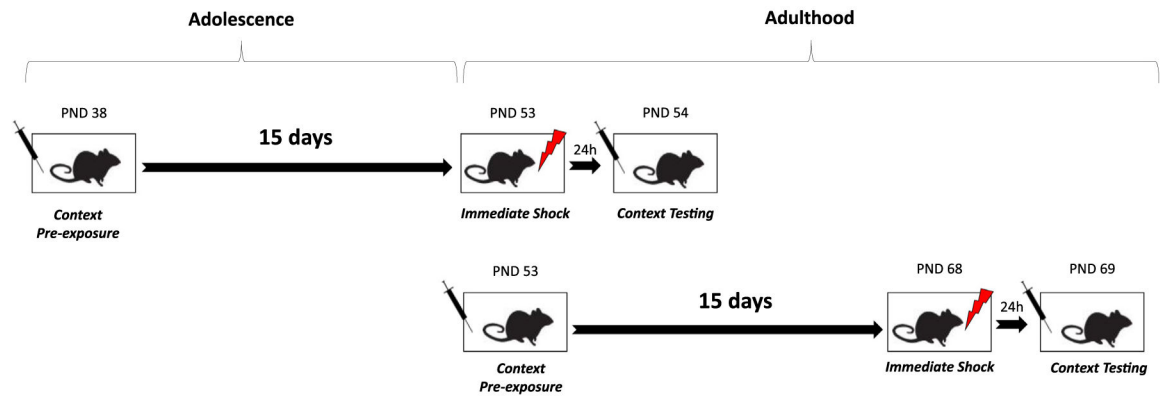 Adolescence
Adulthood
PND 38
PND 53
PND 54
15 days
24h
Context
Pre-exposure
Immediate Shock
Context Testing
PND 53
PND 68
PND 69
15 days
24h
Context
Pre-exposure
Immediate Shock
Context Testing